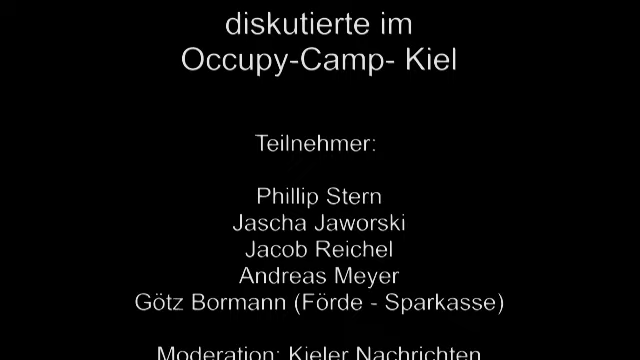 diskutierte im
Occupy-Camp- Kiel
Teilnehmer:
Phillip Stern
Jascha Jaworski
Jacob Reichel
Andreas Meyer
Götz Bormann (Förde - Sparkasse)
Moderation: Kieler Nachrichten